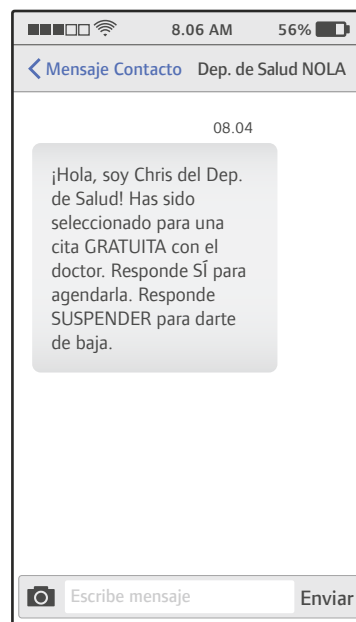 8.06 AM 56%
Mensaje Contacto Dep. de Salud NOLA
08.04
¡Hola, soy Chris del Dep.
de Salud! Has sido
seleccionado para una
cita GRATUITA con el
doctor. Responde SÍ para
agendarla. Responde
SUSPENDER para darte
de baja.
Escribe mensaje Enviar